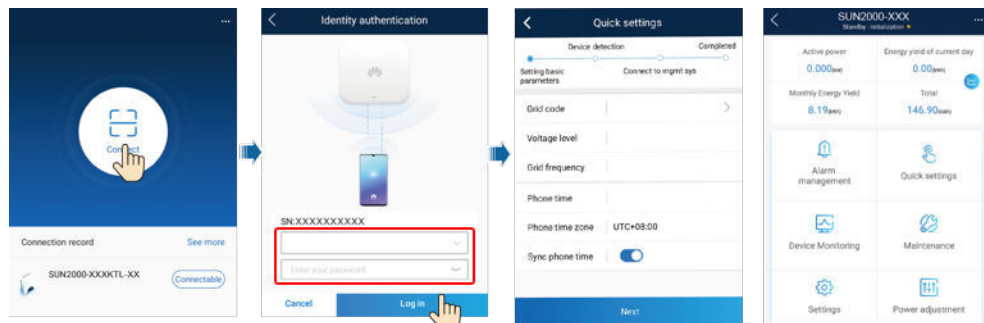 ...
Connect
Connection record
See more
SUN2000-XXXKTL-XX
Connectable
Identity authentication
SN:XXXXXXXXXX
Enter your password
Cancel
Log in
Quick settings
Device detection
Completed
Setting basic
parameters
Connect to mgmt sys
Grid code
Voltage level
Grid frequency
Phone time
Phone time zone
UTC+08:00
Sync phone time
Next
SUN2000-XXX
...
Standby: initialization
Active power
0.000(kW)
Energy yield of current day
0.00(kWh)
Monthly Energy Yield
8.19(kWh)
Total
146.90(kWh)
Alarm
management
Quick settings
Device Monitoring
Maintenance
Settings
Power adjustment